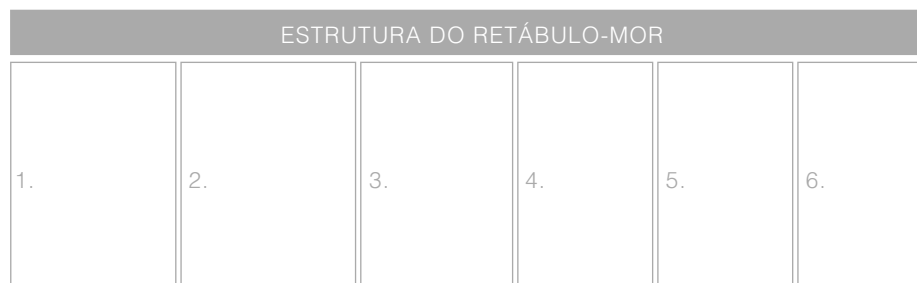 ESTRUTURA DO RETÁBULO-MOR
1. 2. 3. 4. 5. 6.